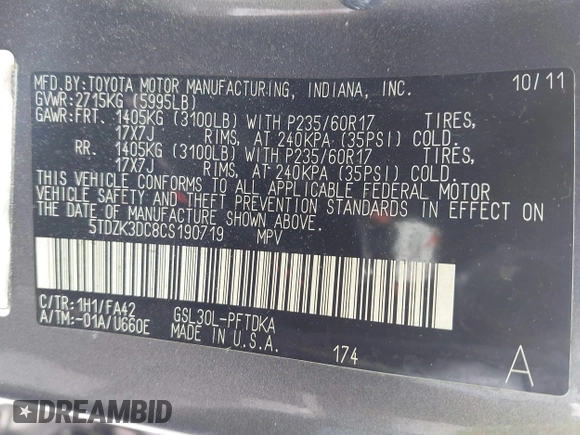 MFD.BY:TOYOTA MOTOR MANUFACTURING, INDIANA, INC. 10/11
GVWR:2715KG (5995LB)
GAWR:FRT. 1405KG (3100LB) WITH P235/60R17 TIRES,
17X7J RIMS, AT 240KPA (35PSI) COLD.
RR. 1405KG (3100LB) WITH P235/60R17 TIRES,
17X7J RIMS, AT 240KPA (35PSI) COLD.
THIS VEHICLE CONFORMS TO ALL APPLICABLE FEDERAL MOTOR
VEHICLE SAFETY AND THEFT PREVENTION STANDARDS IN EFFECT ON
THE DATE OF MANUFACTURE SHOWN ABOVE.
5TDZK3DC8CS190719 MPV
C/TR:1H1/FA42 GSL30L-PFTDKA
A/TM:-01A/U660E MADE IN U.S.A.
174 A
DREAMBID